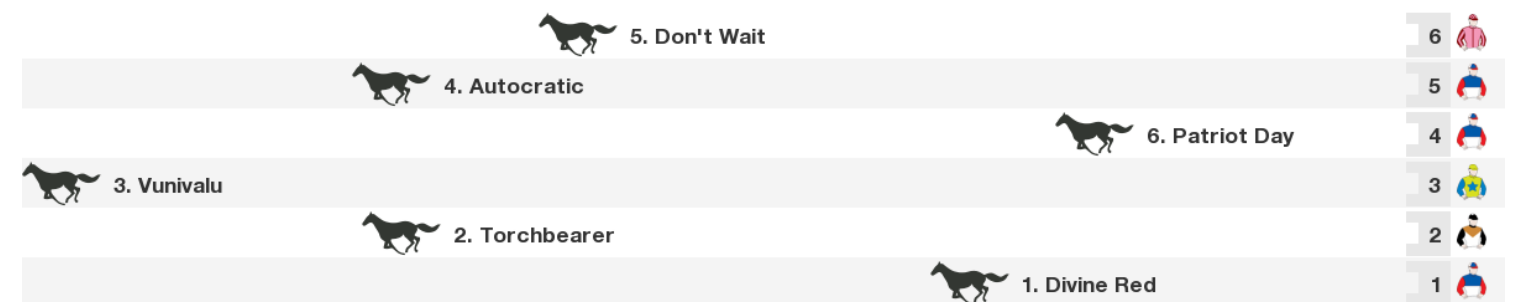 5. Don't Wait 6
4. Autocratic 5
6. Patriot Day 4
3. Vunivalu 3
2. Torchbearer 2
1. Divine Red 1